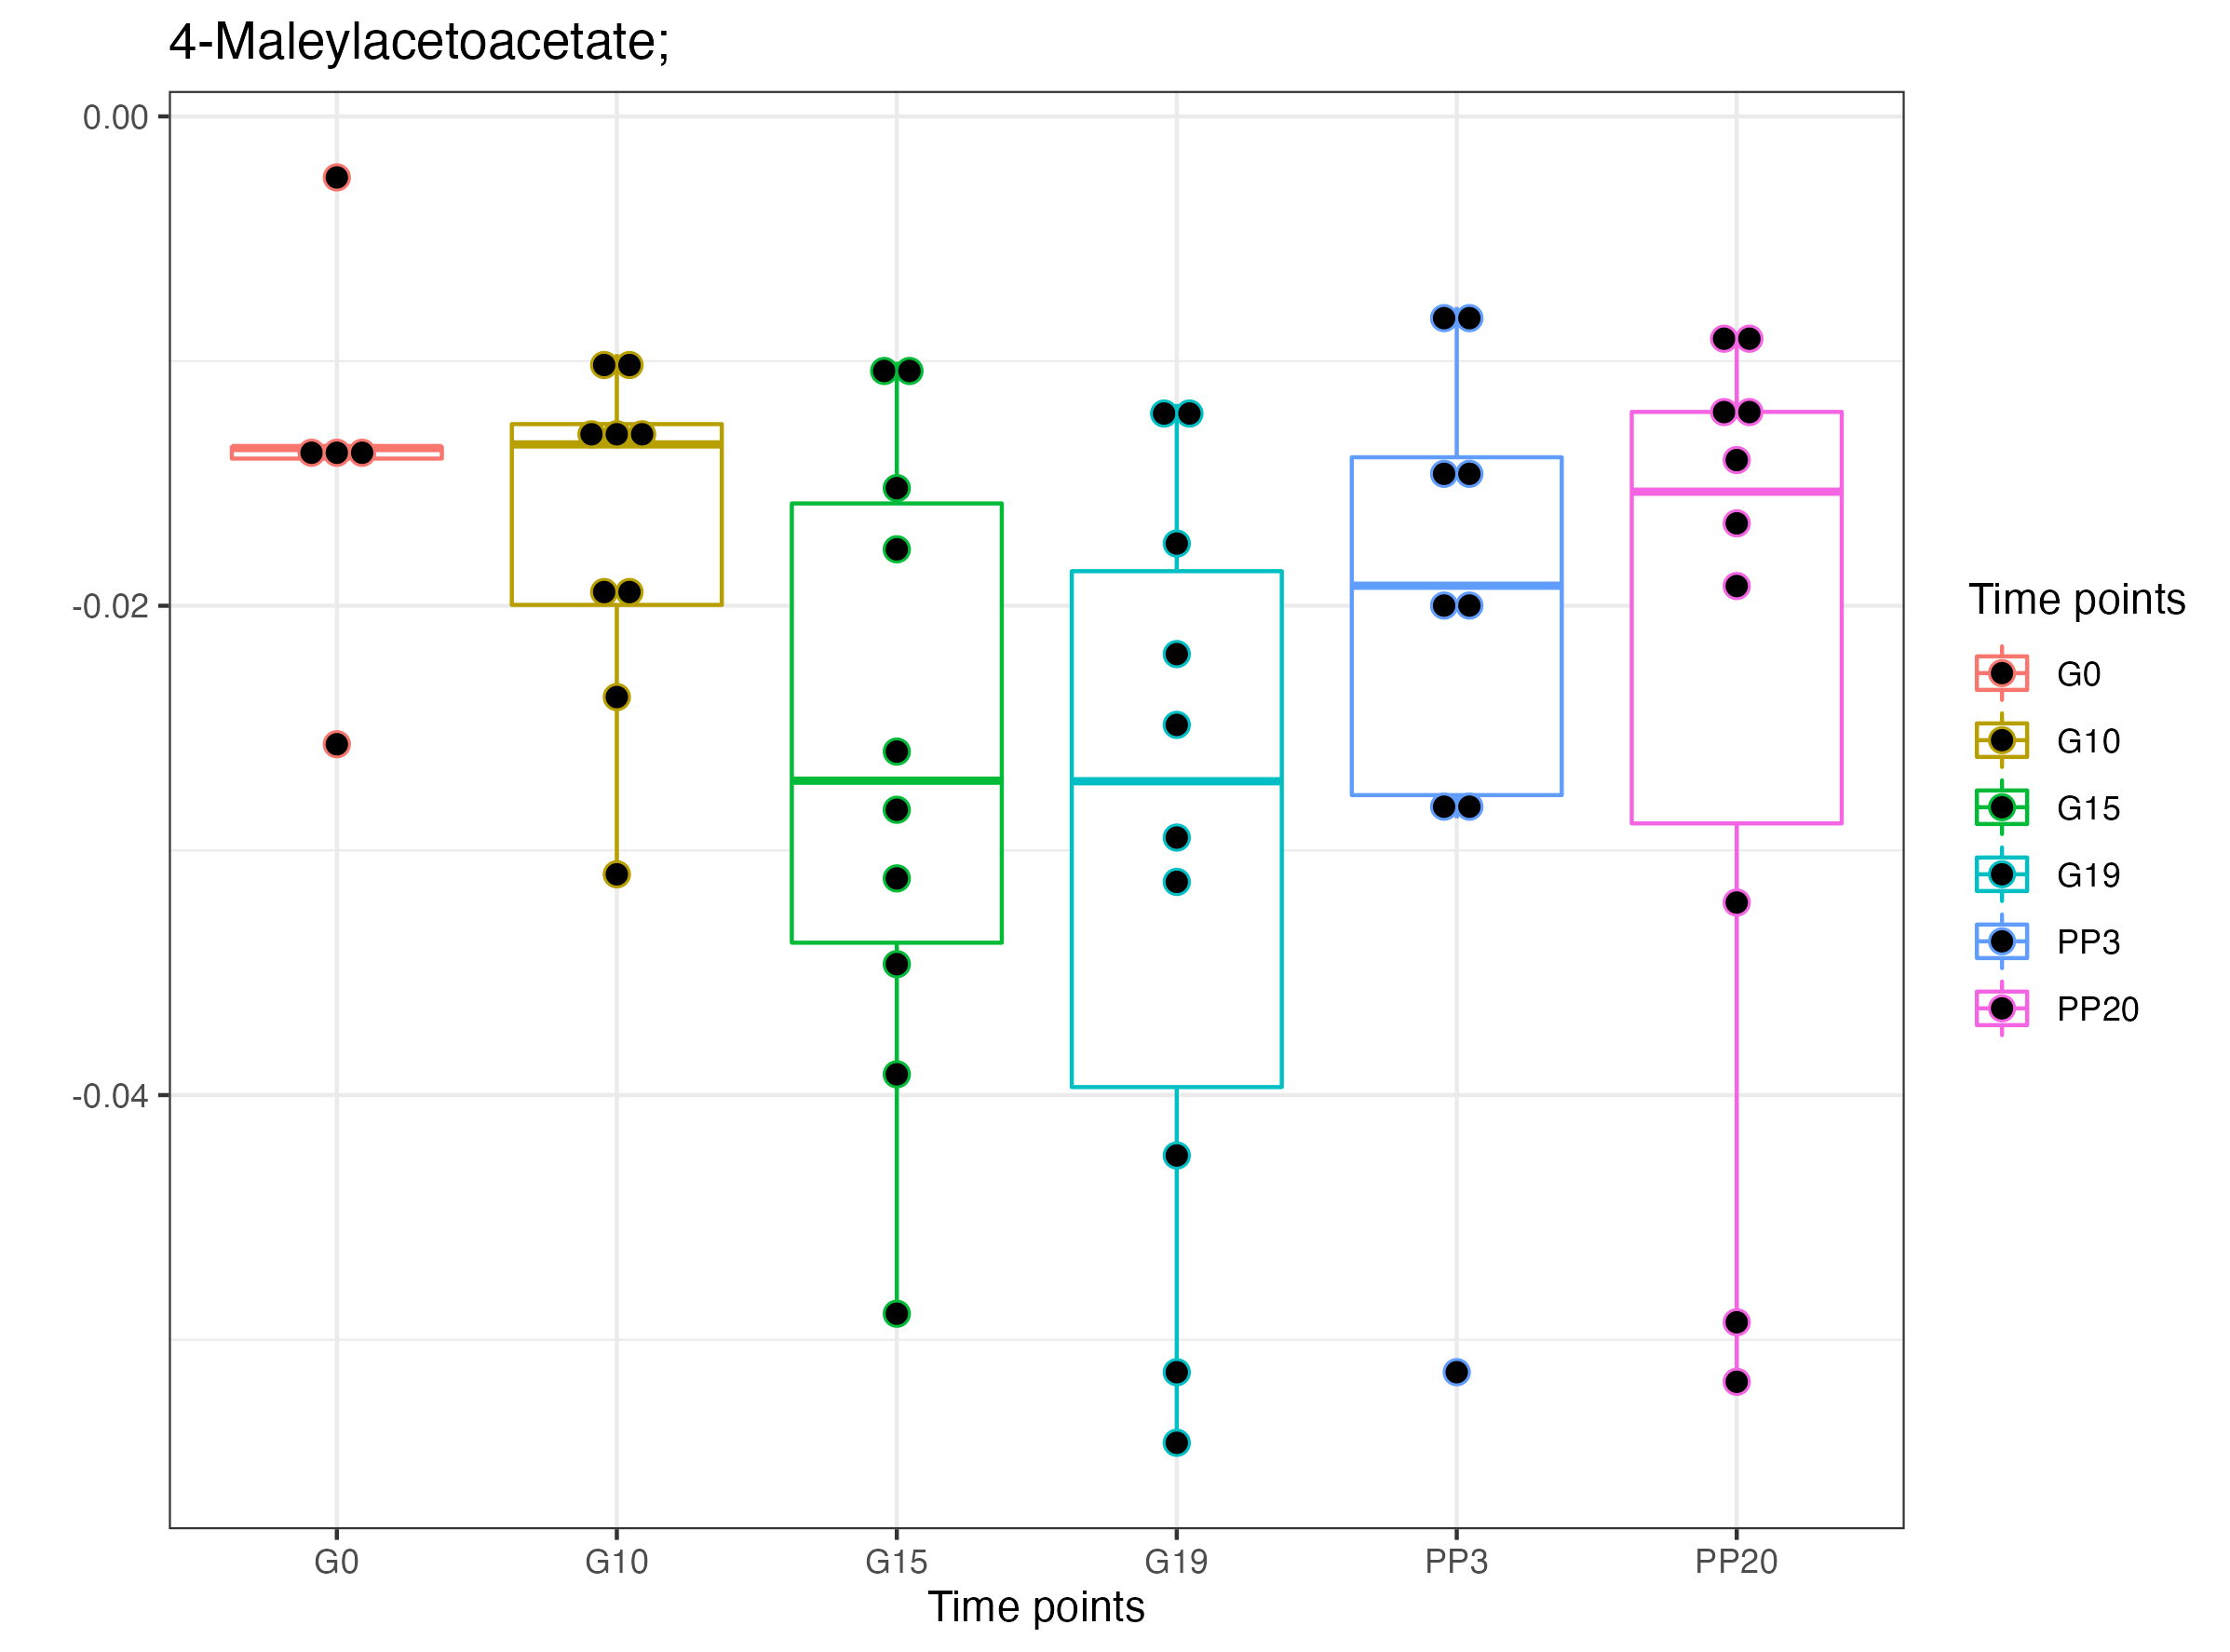 4-Maleylacetoacetate;
0.00
-0.02
-0.04
G0
G10
G15
G19
PP3
PP20
Time points
Time points
G0
G10
G15
G19
PP3
PP20